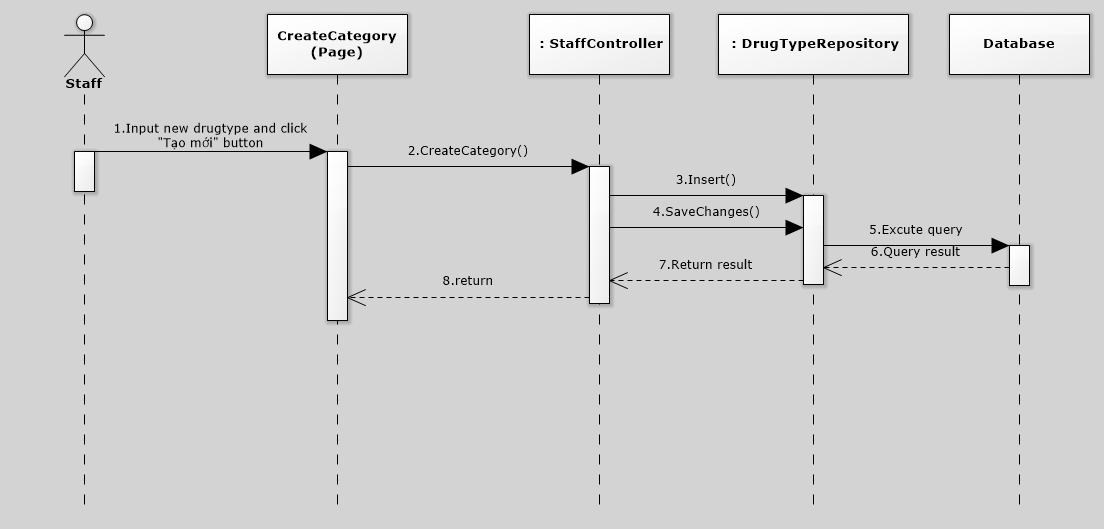 Staff
CreateCategory
(Page)
: StaffController
: DrugTypeRepository
Database
1.Input new drugtype and click
"Tạo mới" button
2.CreateCategory()
3.Insert()
4.SaveChanges()
5.Excute query
6.Query result
7.Return result
8.return